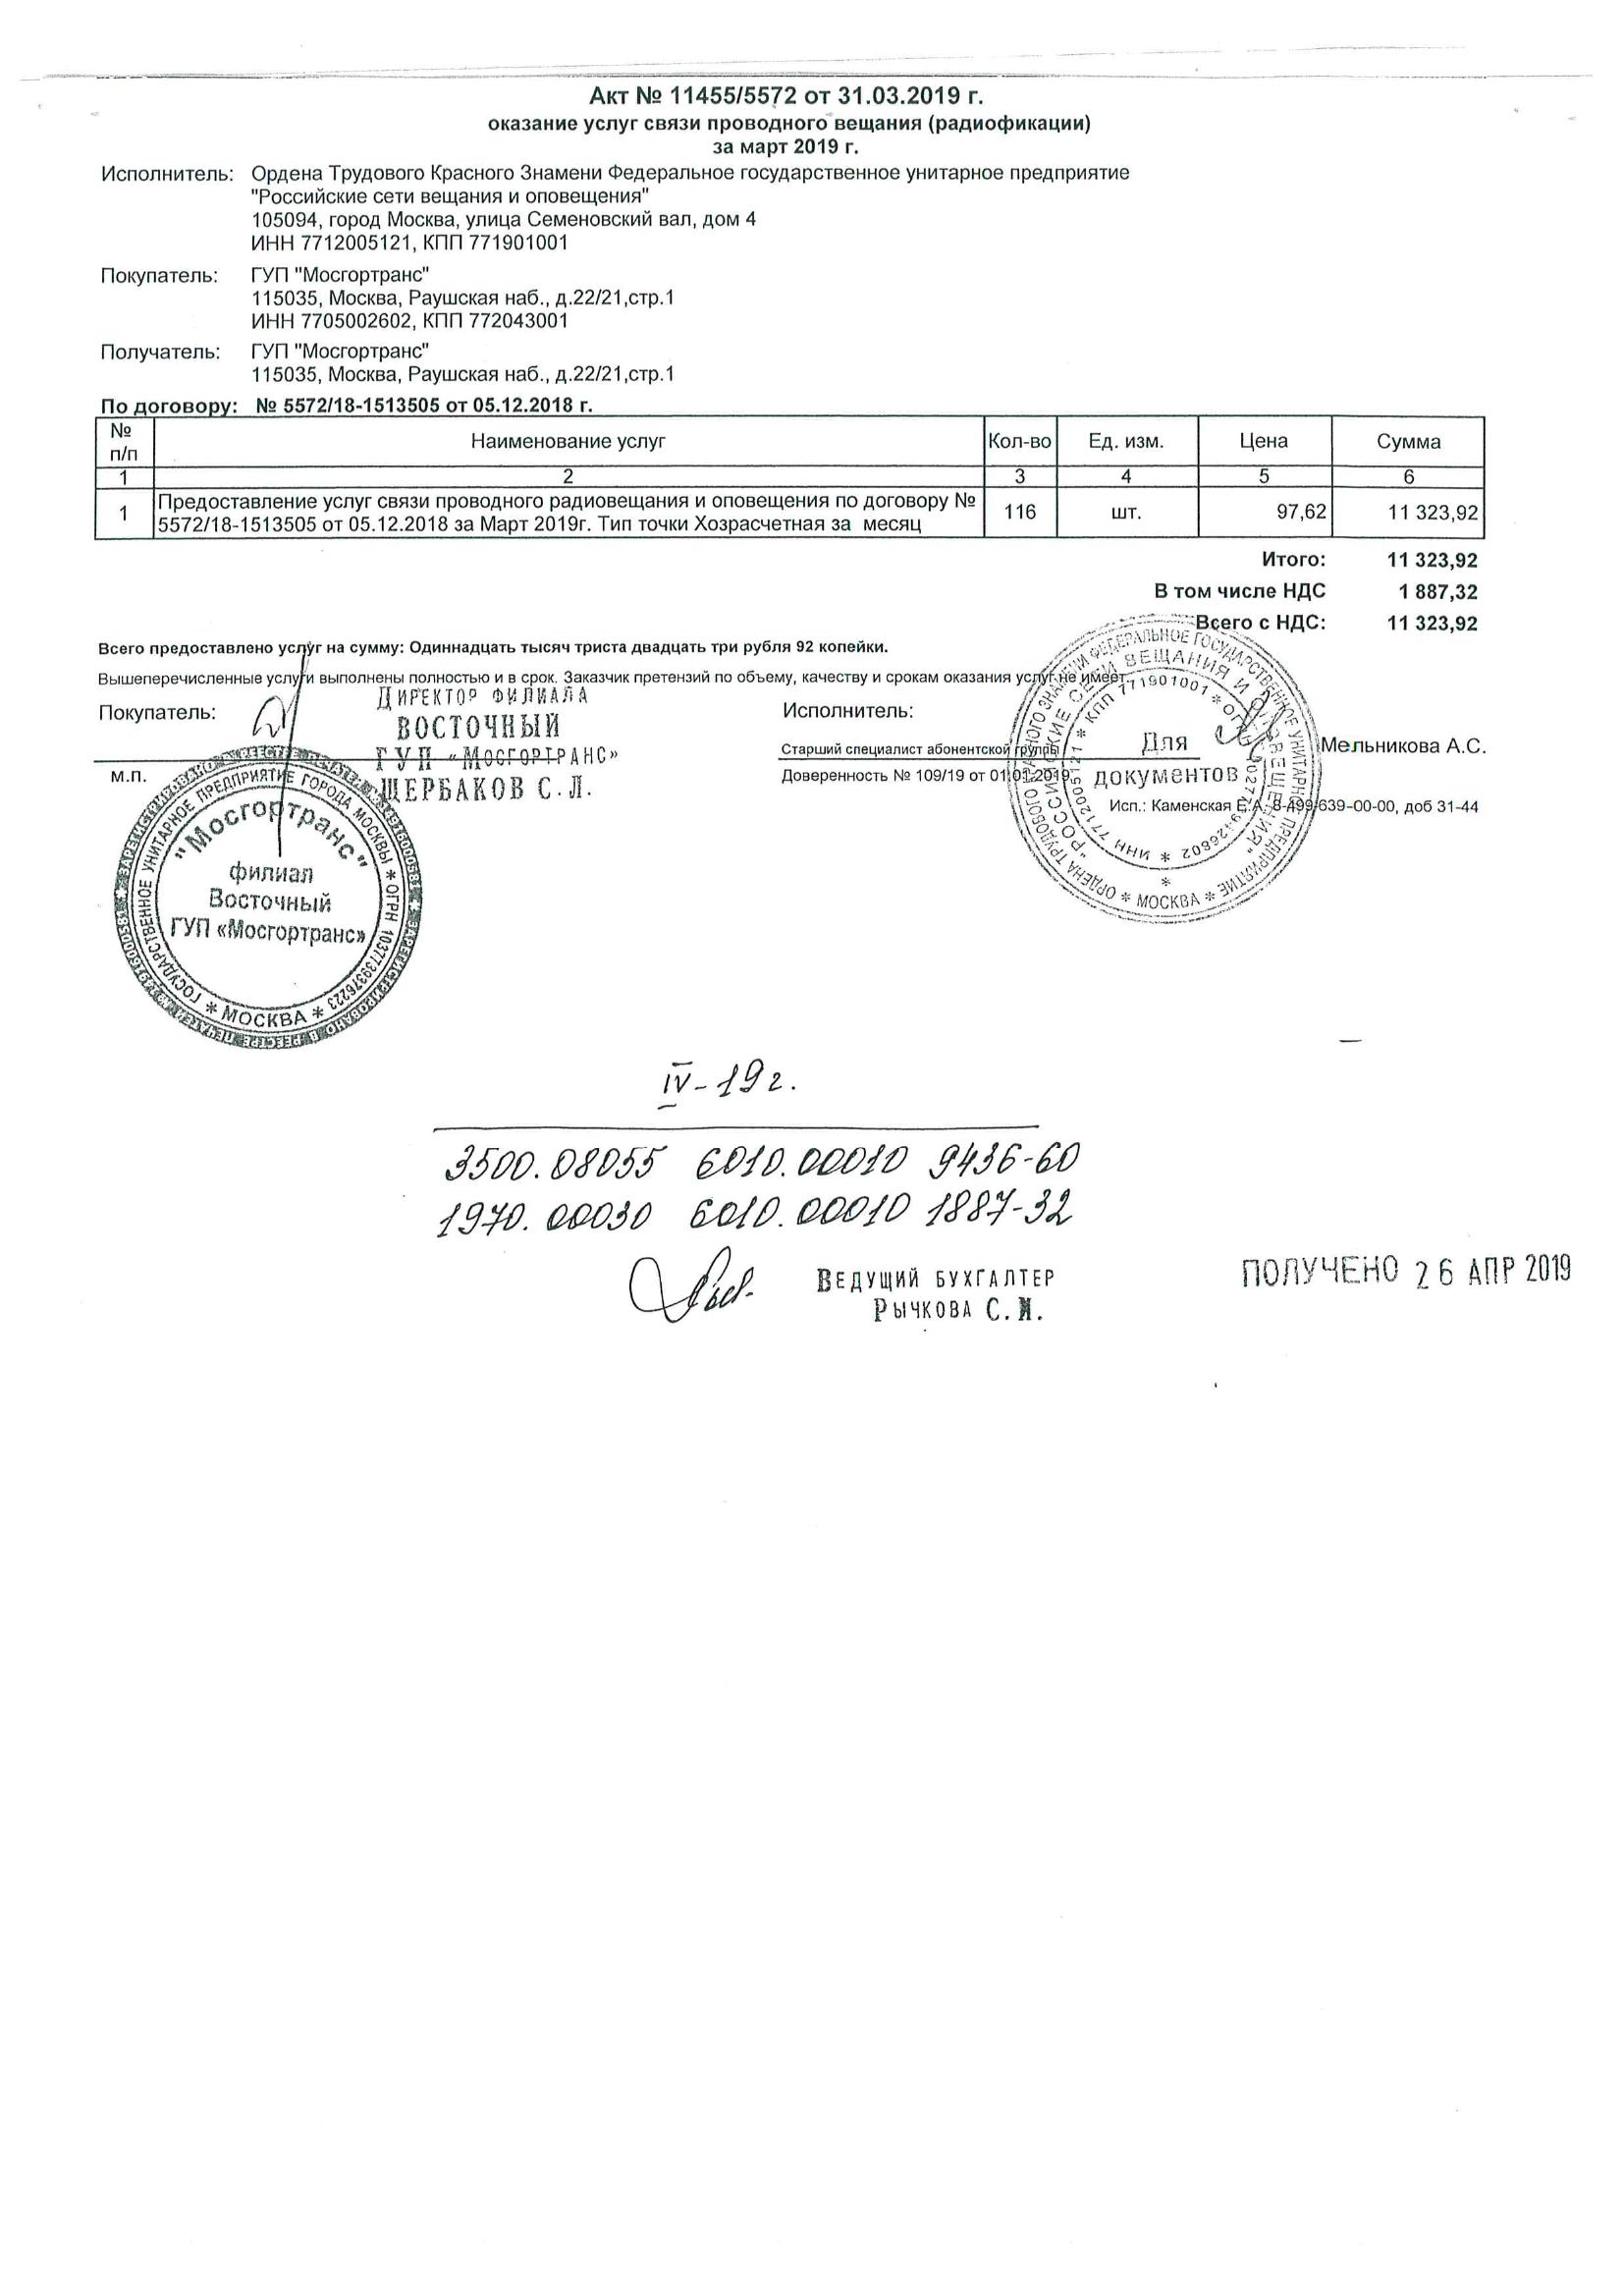 Акт № 11455/5572 от 31.03.2019 г.
оказание услуг связи проводного вещания (радиофикации)
за март 2019 г.
Исполнитель: Ордена Трудового Красного Знамени Федеральное государственное унитарное предприятие
"Российские сети вещания и оповещения"
105094, город Москва, улица Семеновский вал, дом 4
ИНН 7712005121, КПП 771901001
Покупатель: ГУП "Мосгортранс"
115035, Москва, Раушская наб., д.22/21,стр.1
ИНН 7705002602, КПП 772043001
Получатель: ГУП "Мосгортранс"
115035, Москва, Раушская наб., д.22/21,стр.1
По договору: № 5572/18-1513505 от 05.12.2018 г.
№ п/п Наименование услуг Кол-во Ед. изм. Цена Сумма
1 2 3 4 5 6
1 Предоставление услуг связи проводного радиовещания и оповещения по договору № 116 шт. 97,62 11 323,92
5572/18-1513505 от 05.12.2018 за Март 2019г. Тип точки Хозрасчетная за месяц
Итого: 11 323,92
В том числе НДС 1 887,32
Всего с НДС: 11 323,92
Всего предоставлено услуг на сумму: Одиннадцать тысяч триста двадцать три рубля 92 копейки.
Вышеперечисленные услуги выполнены полностью и в срок. Заказчик претензий по объему, качеству и срокам оказания услуг не имеет.
Покупатель:
Директор филиала
Восточный
ГУП «Мосгортранс»
Щербаков С.Л.
м.п.
Исполнитель:
Старший специалист абонентской группы Мельникова А.С.
Доверенность № 109/19 от 01.01.2019
Исп.: Каменская Е.А. 8-499-639-00-00, доб 31-44
ГОСУДАРСТВЕННОЕ УНИТАРНОЕ ПРЕДПРИЯТИЕ ГОРОДА МОСКВЫ * ОГРН 1037739376223 * МОСКВА *
"Мосгортранс"
филиал
Восточный
ГУП «Мосгортранс»
ОРДЕНА ТРУДОВОГО КРАСНОГО ЗНАМЕНИ ФЕДЕРАЛЬНОЕ ГОСУДАРСТВЕННОЕ УНИТАРНОЕ ПРЕДПРИЯТИЕ * МОСКВА *
"РОССИЙСКИЕ СЕТИ ВЕЩАНИЯ И ОПОВЕЩЕНИЯ" *
ИНН 7712005121 * КПП 771901001 *
Для
документов
IV-19г.
3500.08055 6010.00010 9436-60
1970.00030 6010.00010 1887-32
Ведущий бухгалтер
Рычкова С.И.
ПОЛУЧЕНО 26 АПР 2019